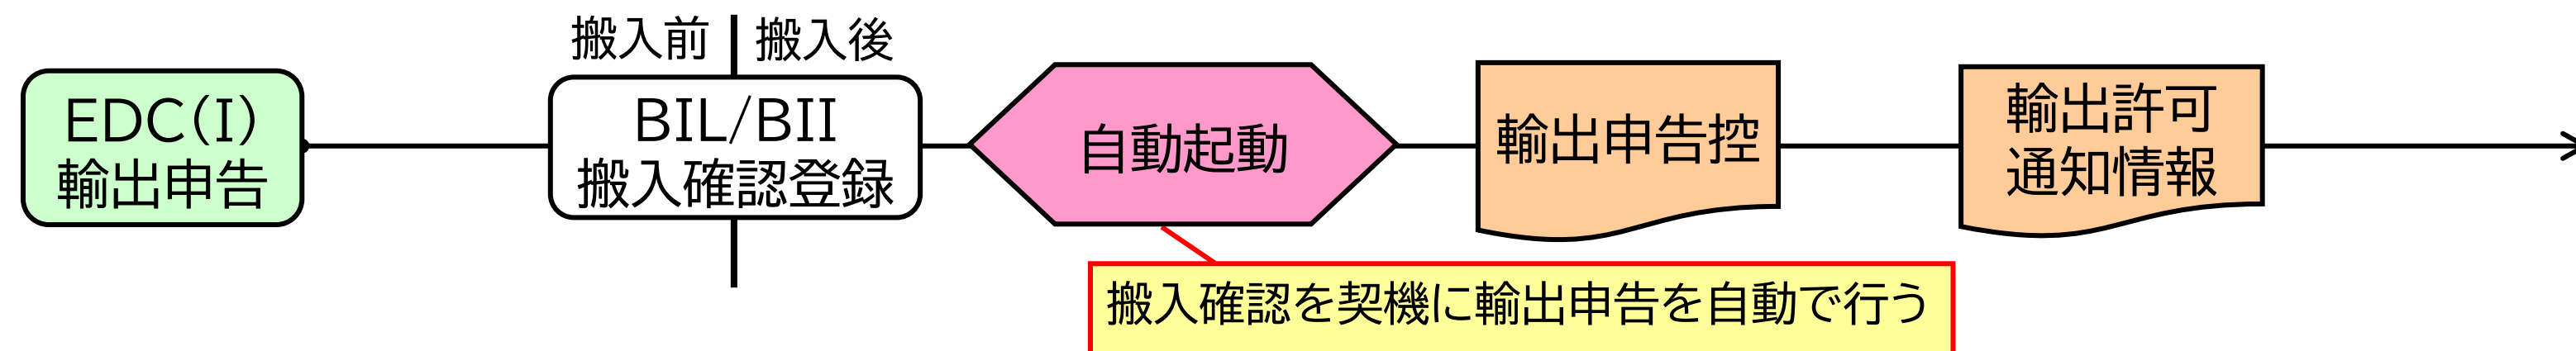 搬入前 搬入後
EDC(I)
輸出申告
BIL/BII
搬入確認登録
自動起動
輸出申告控
輸出許可
通知情報
搬入確認を契機に輸出申告を自動で行う